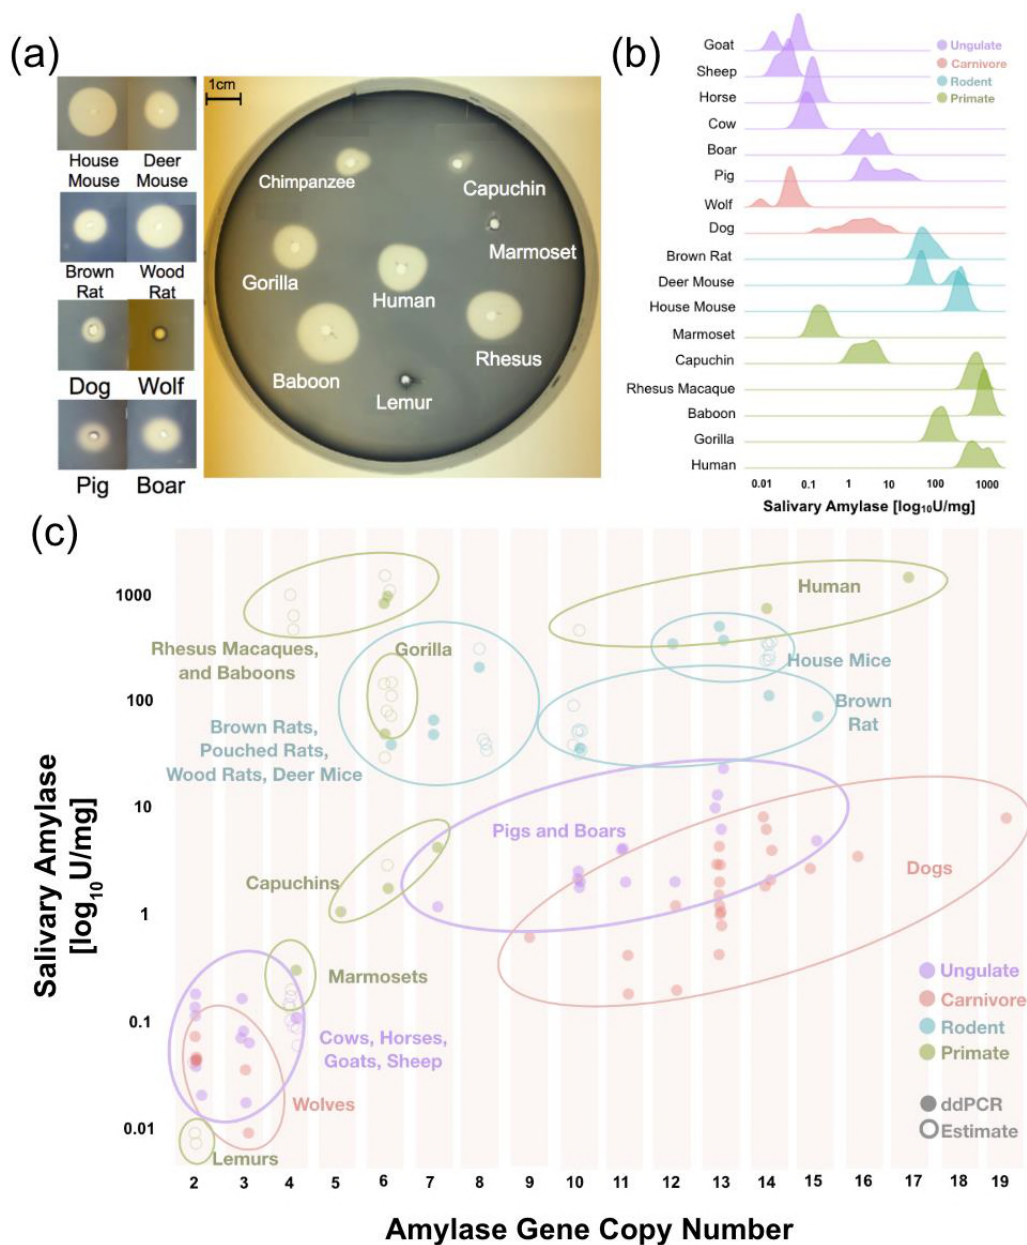 (a)
1cm
House
Mouse
Deer
Mouse
Brown
Rat
Wood
Rat
Dog
Wolf
Pig
Boar
Chimpanzee
Capuchin
Marmoset
Gorilla
Human
Rhesus
Baboon
Lemur
(b)
Goat
Sheep
Horse
Cow
Boar
Pig
Wolf
Dog
Brown Rat
Deer Mouse
House Mouse
Marmoset
Capuchin
Rhesus Macaque
Baboon
Gorilla
Human
Ungulate
Carnivore
Rodent
Primate
0.01 0.1 1 10 100 1000
Salivary Amylase [log₁₀U/mg]
(c)
1000
100
10
1
0.1
0.01
Salivary Amylase
[log₁₀U/mg]
Rhesus Macaques,
and Baboons
Gorilla
Human
House Mice
Brown
Rat
Brown Rats,
Pouched Rats,
Wood Rats, Deer Mice
Pigs and Boars
Dogs
Capuchins
Marmosets
Cows, Horses,
Goats, Sheep
Wolves
Lemurs
Ungulate
Carnivore
Rodent
Primate
ddPCR
Estimate
2 3 4 5 6 7 8 9 10 11 12 13 14 15 16 17 18 19
Amylase Gene Copy Number